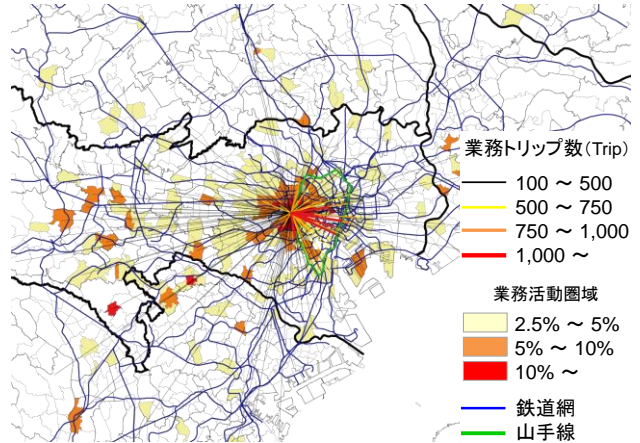 業務トリップ数(Trip)
100 ~ 500
500 ~ 750
750 ~ 1,000
1,000 ~
業務活動圏域
2.5% ~ 5%
5% ~ 10%
10% ~
鉄道網
山手線